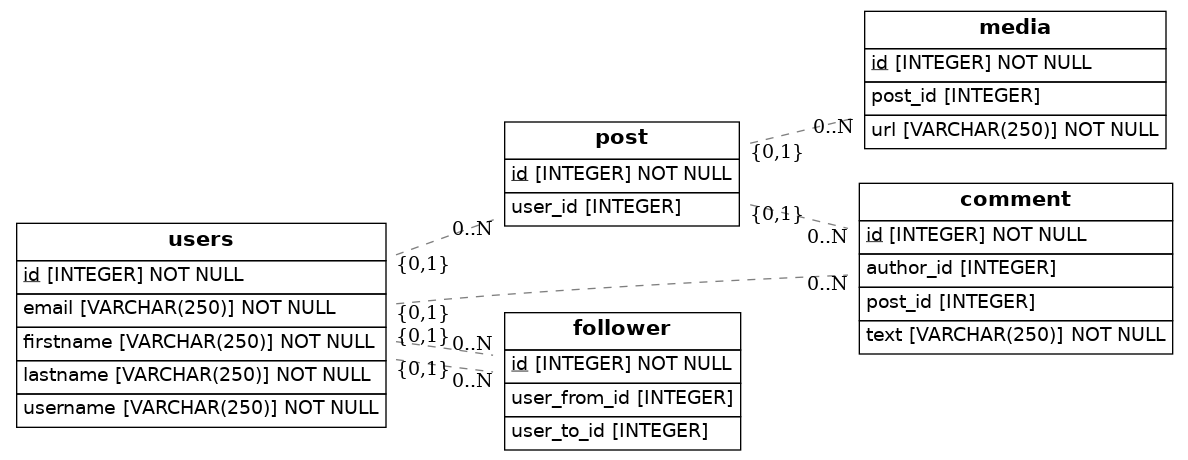 media
id [INTEGER] NOT NULL
post_id [INTEGER]
url [VARCHAR(250)] NOT NULL
0..N
{0,1}
post
id [INTEGER] NOT NULL
user_id [INTEGER]
{0,1}
0..N
comment
id [INTEGER] NOT NULL
author_id [INTEGER]
post_id [INTEGER]
text [VARCHAR(250)] NOT NULL
0..N
0..N
{0,1}
users
id [INTEGER] NOT NULL
email [VARCHAR(250)] NOT NULL
firstname [VARCHAR(250)] NOT NULL
lastname [VARCHAR(250)] NOT NULL
username [VARCHAR(250)] NOT NULL
{0,1}
{0,1}
0..N
{0,1}
0..N
follower
id [INTEGER] NOT NULL
user_from_id [INTEGER]
user_to_id [INTEGER]